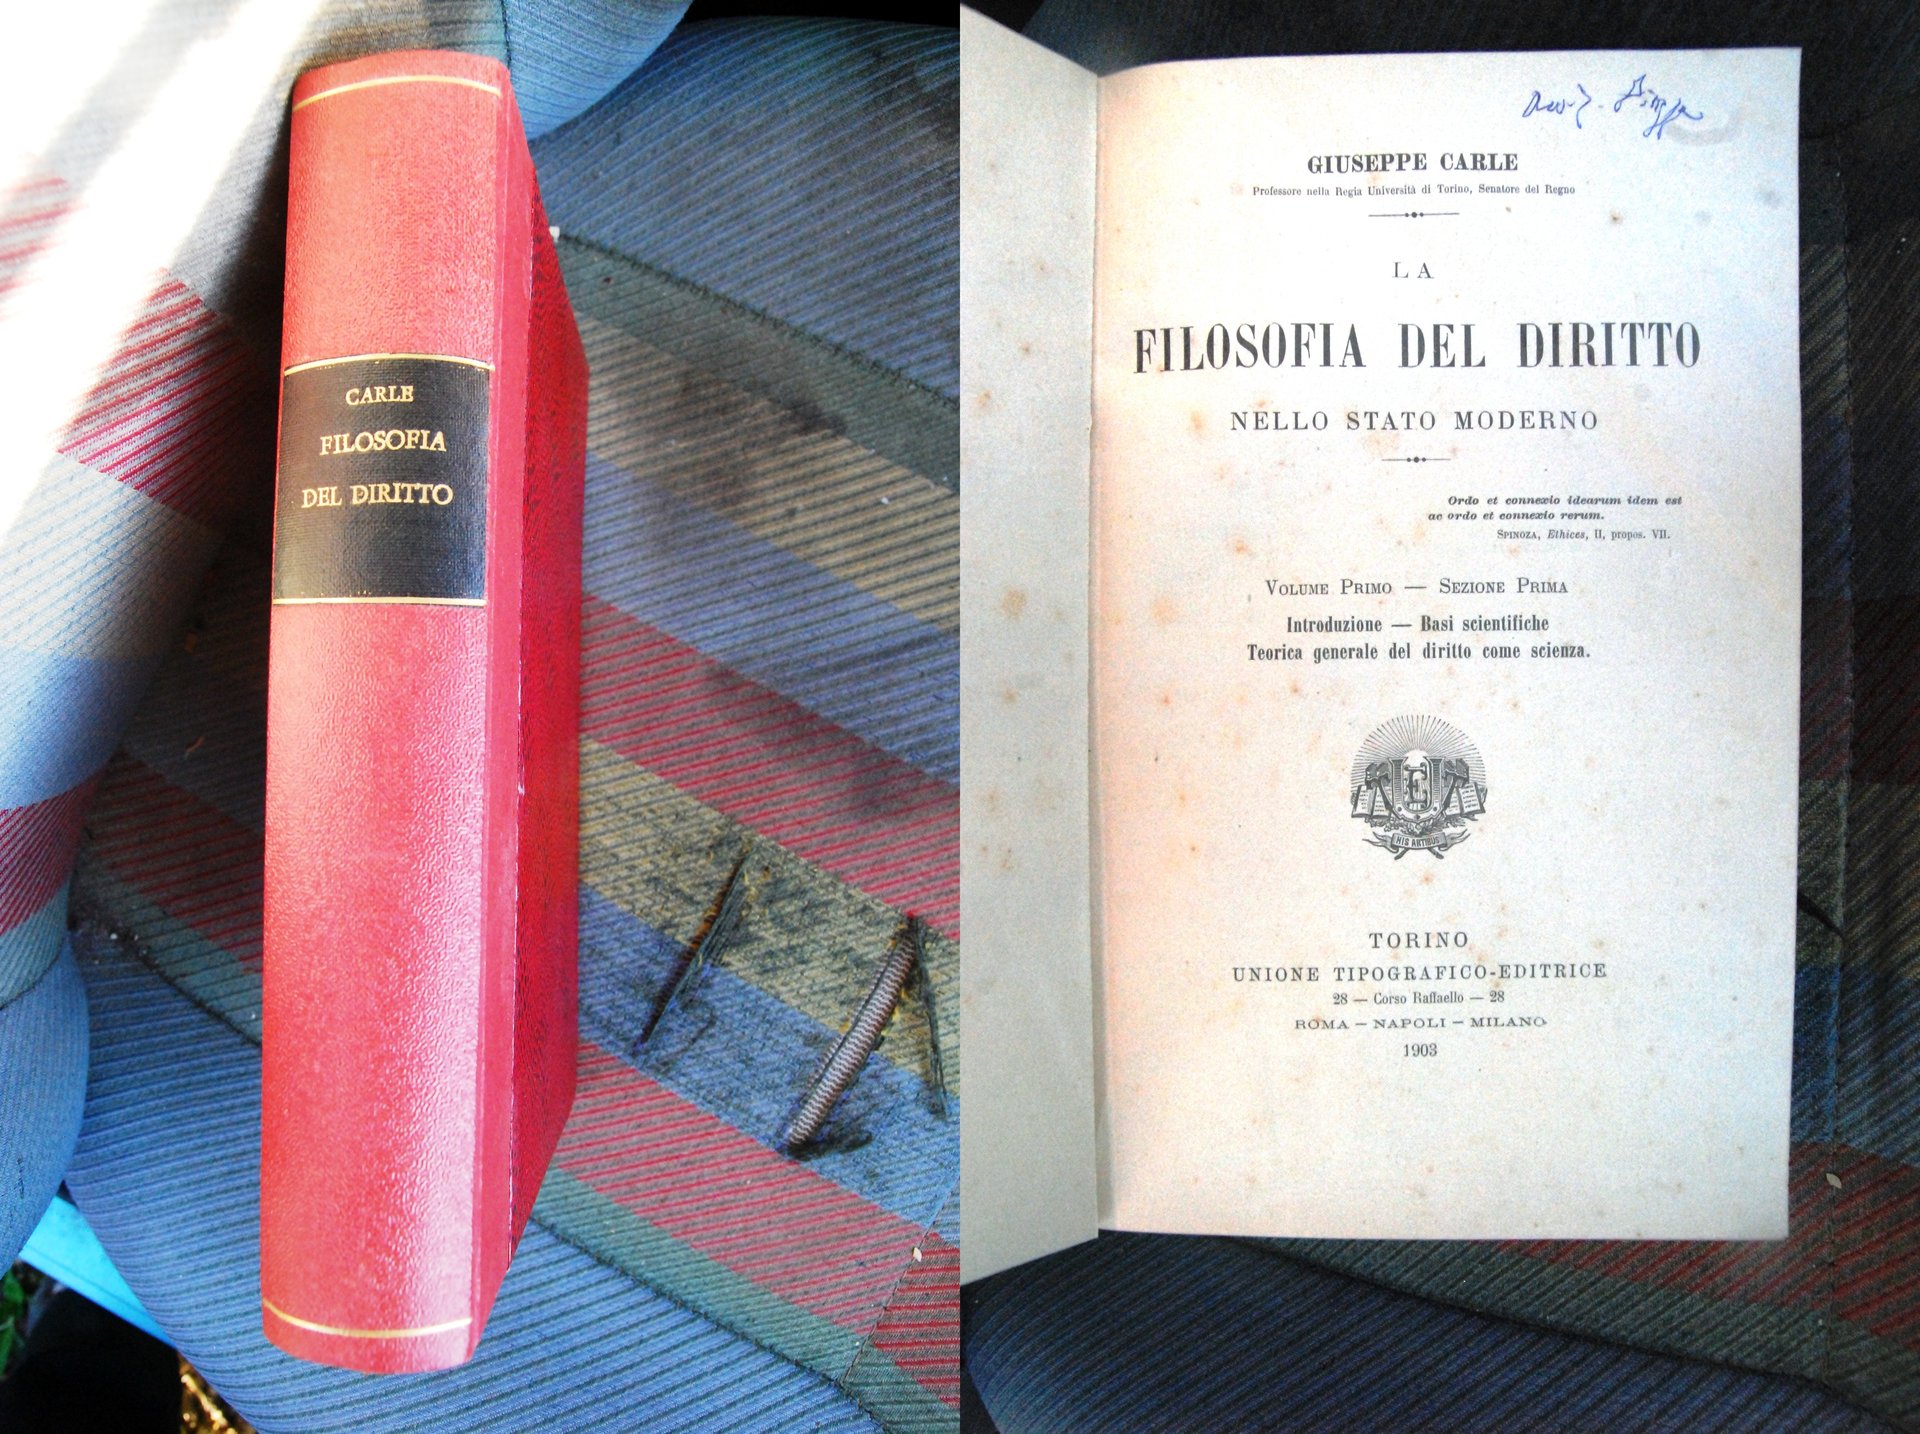 CARLE
FILOSOFIA
DEL DIRITTO
GIUSEPPE CARLE
Professore nella Regia Università di Torino, Senatore del Regno
LA
FILOSOFIA DEL DIRITTO
NELLO STATO MODERNO
Ordo et connexio idearum idem est
ac ordo et connexio rerum.
SPINOZA, Ethices, II, propos. VII.
VOLUME PRIMO — SEZIONE PRIMA
Introduzione — Basi scientifiche
Teorica generale del diritto come scienza.
HIS ARTIBUS
TORINO
UNIONE TIPOGRAFICO-EDITRICE
28 — Corso Raffaello — 28
ROMA — NAPOLI — MILANO
1903